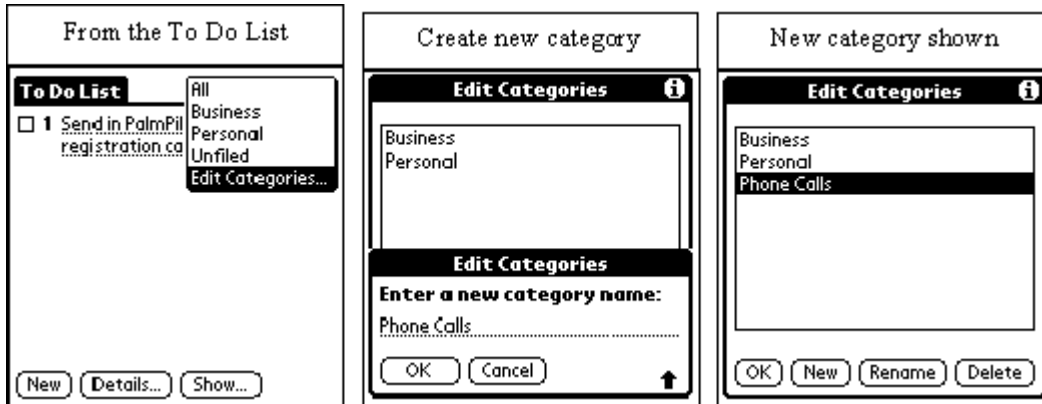 From the To Do List
To Do List
All
Business
Personal
Unfiled
Edit Categories...
1 Send in PalmPil
registration ca
New Details... Show...
Create new category
Edit Categories
Business
Personal
Edit Categories
Enter a new category name:
Phone Calls
OK Cancel
New category shown
Edit Categories
Business
Personal
Phone Calls
OK New Rename Delete